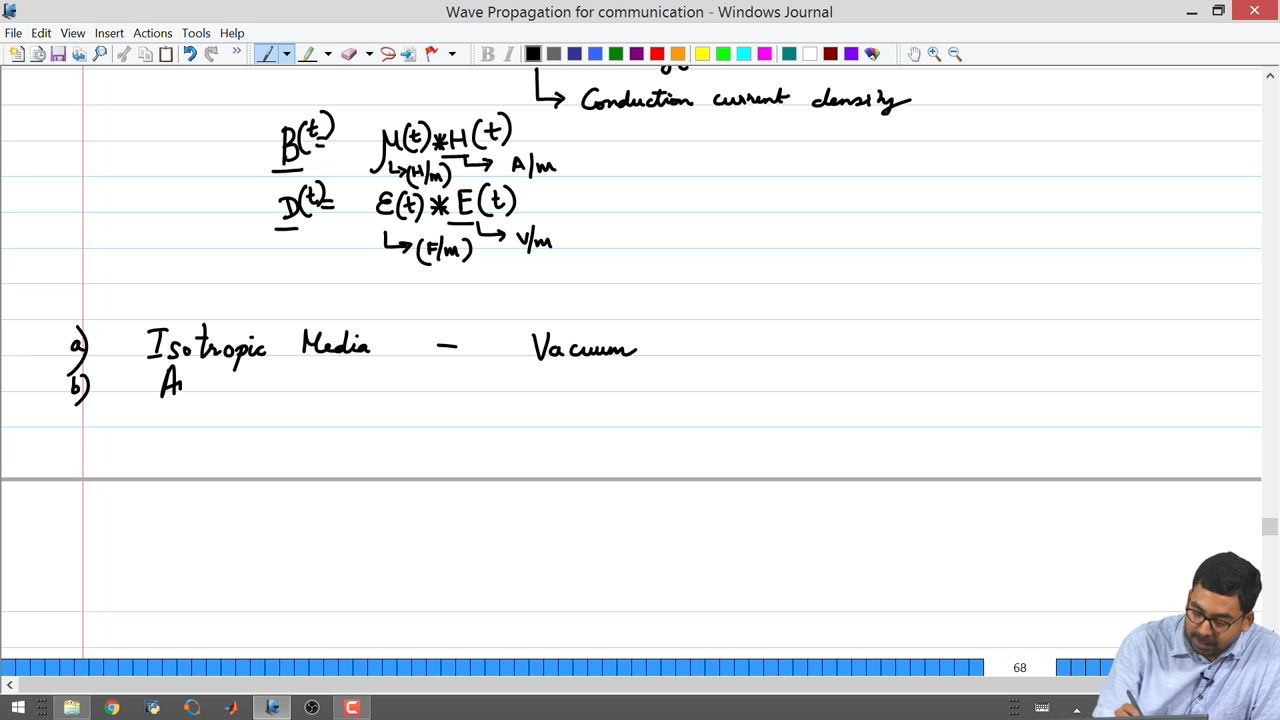 Wave Propagation for communication - Windows Journal
File Edit View Insert Actions Tools Help
B I
↳ Conduction current density
B(t) = μ(t) * H(t)
↳ (H/m) ↳ A/m
D(t) = ε(t) * E(t)
↳ (F/m) ↳ V/m
a) Isotropic Media - Vacuum
b) An
68